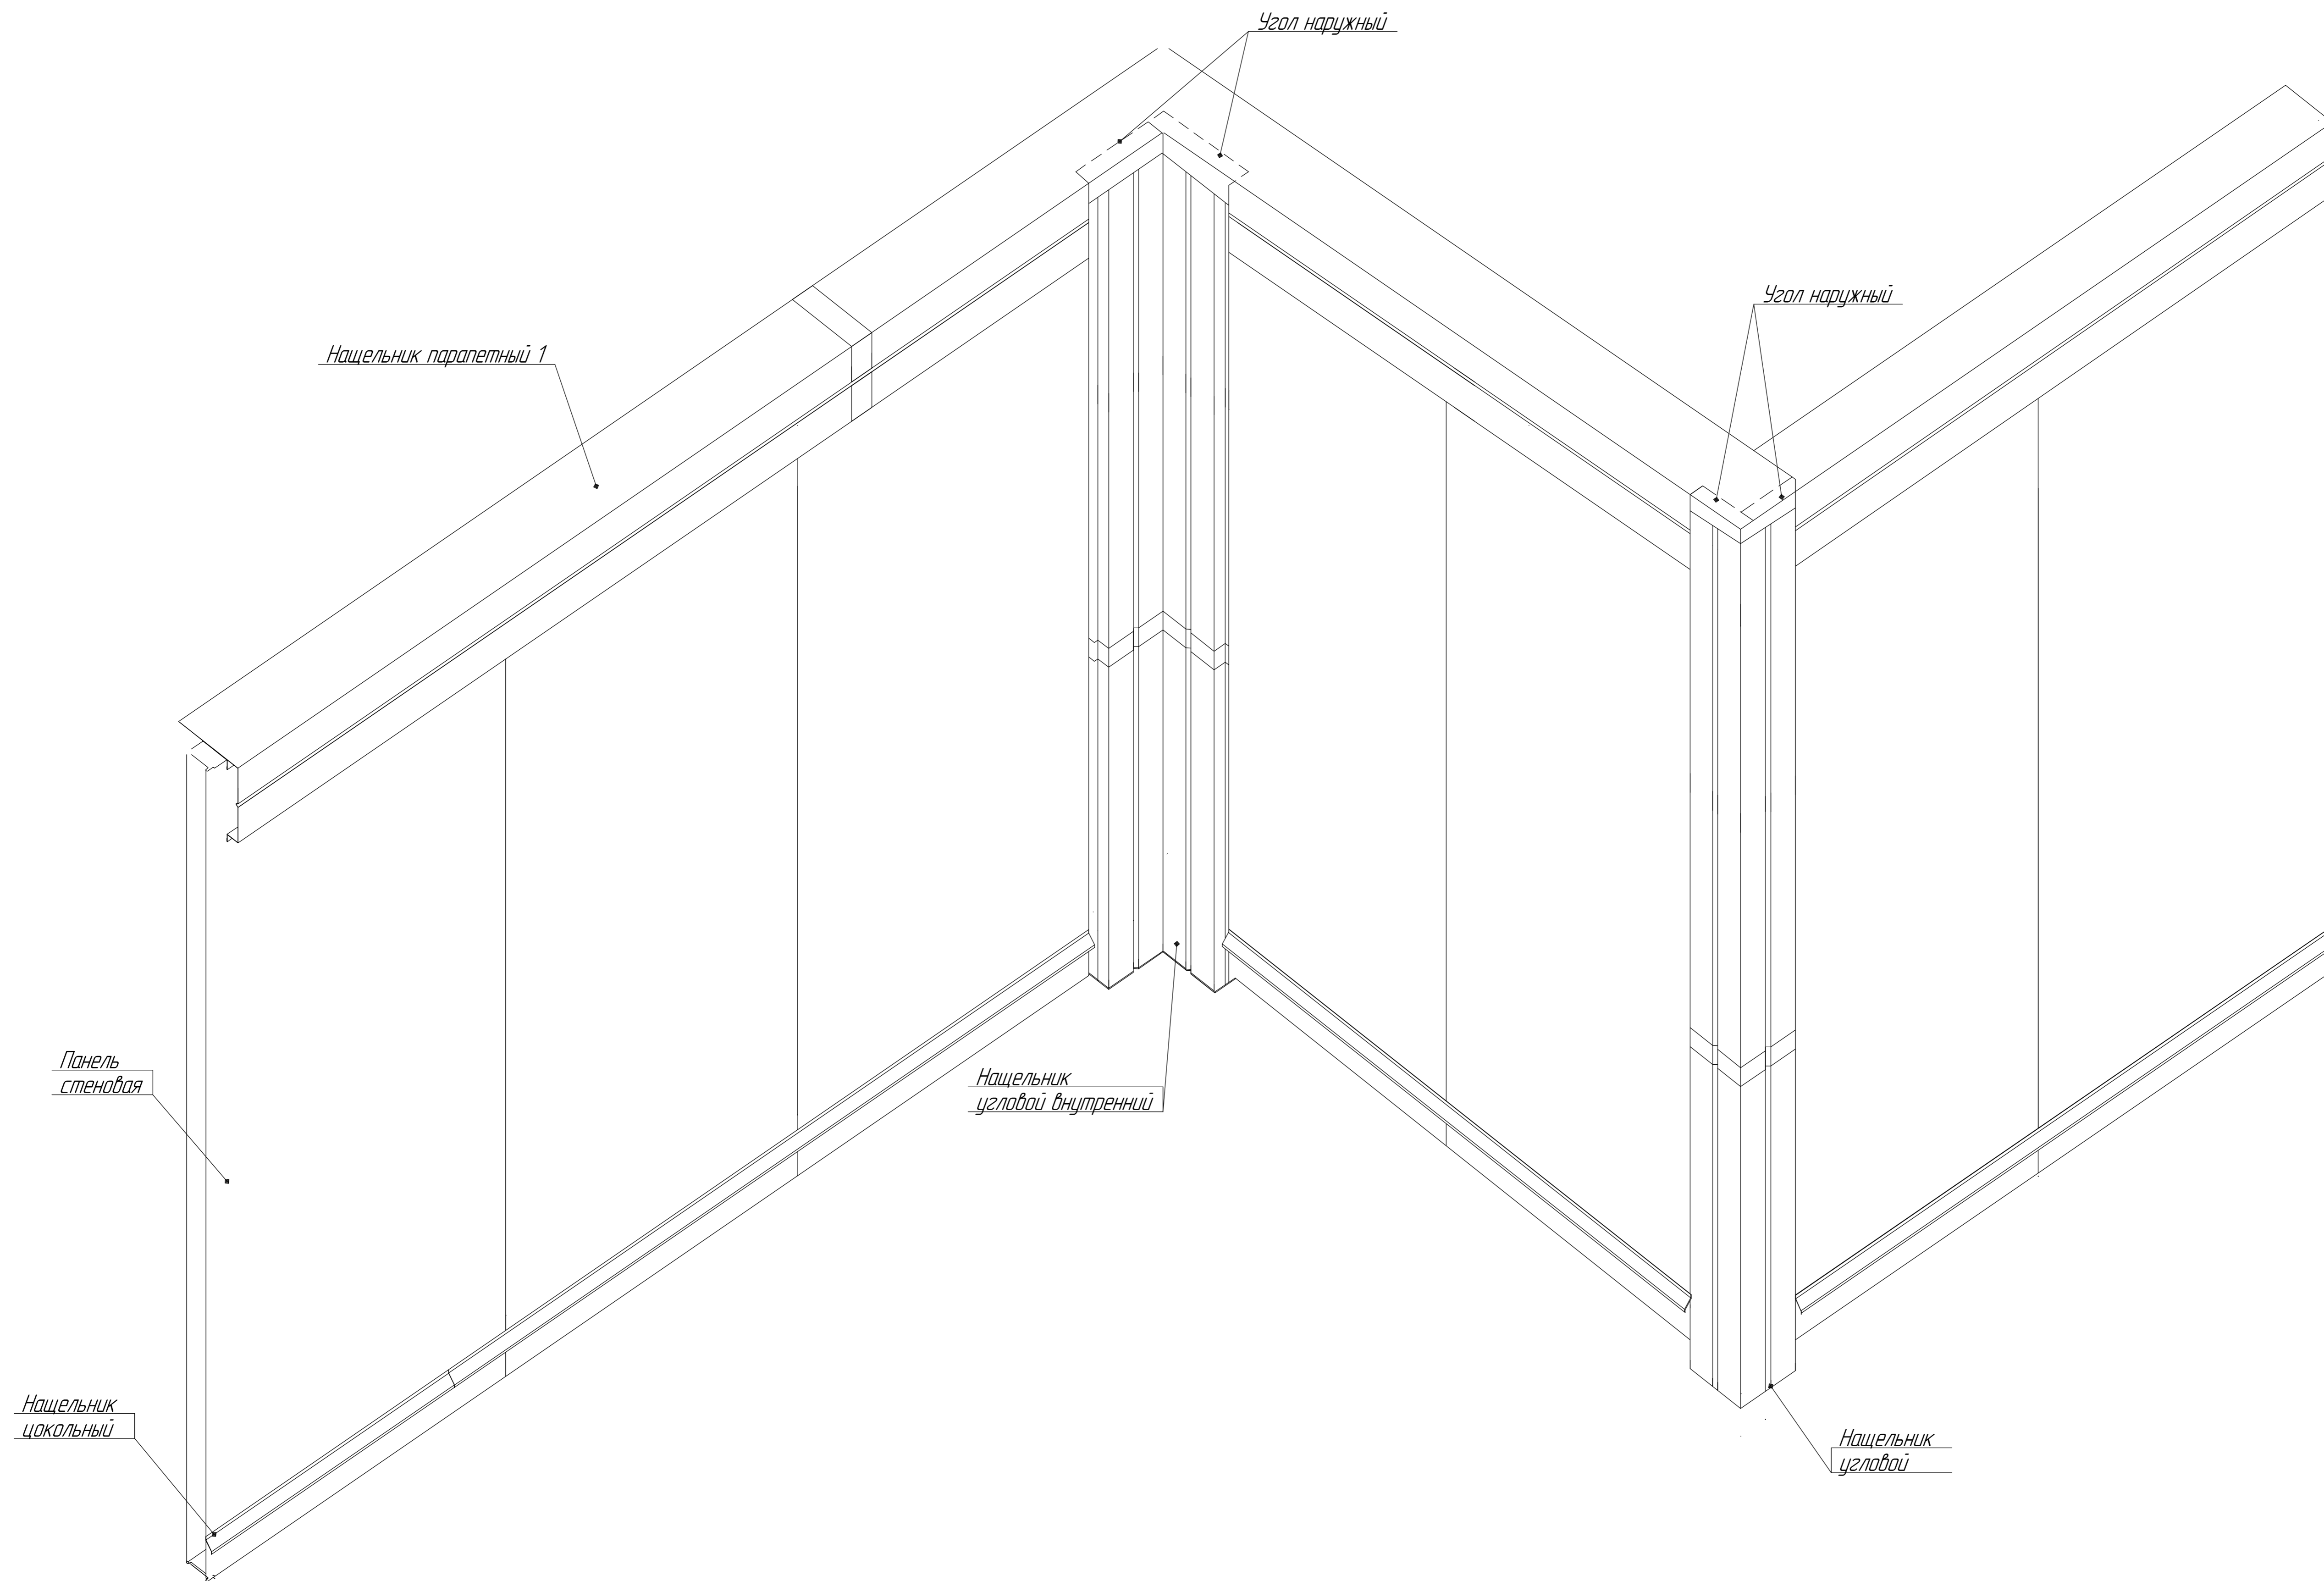 Угол наружный
Угол наружный
Нащельник парапетный 1
Панель
стеновая
Нащельник
угловой внутренний
Нащельник
цокольный
Нащельник
угловой